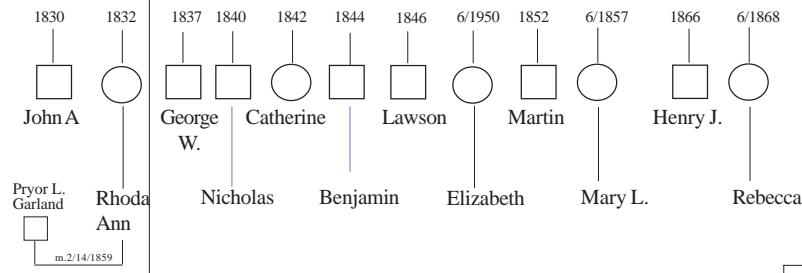 1830 1832 1837 1840 1842 1844 1846 6/1950 1852 6/1857 1866 6/1868
John A George Catherine Lawson Martin Henry J.
W.
Pryor L.
Garland
Rhoda Nicholas Benjamin Elizabeth Mary L. Rebecca
Ann
m.2/14/1859